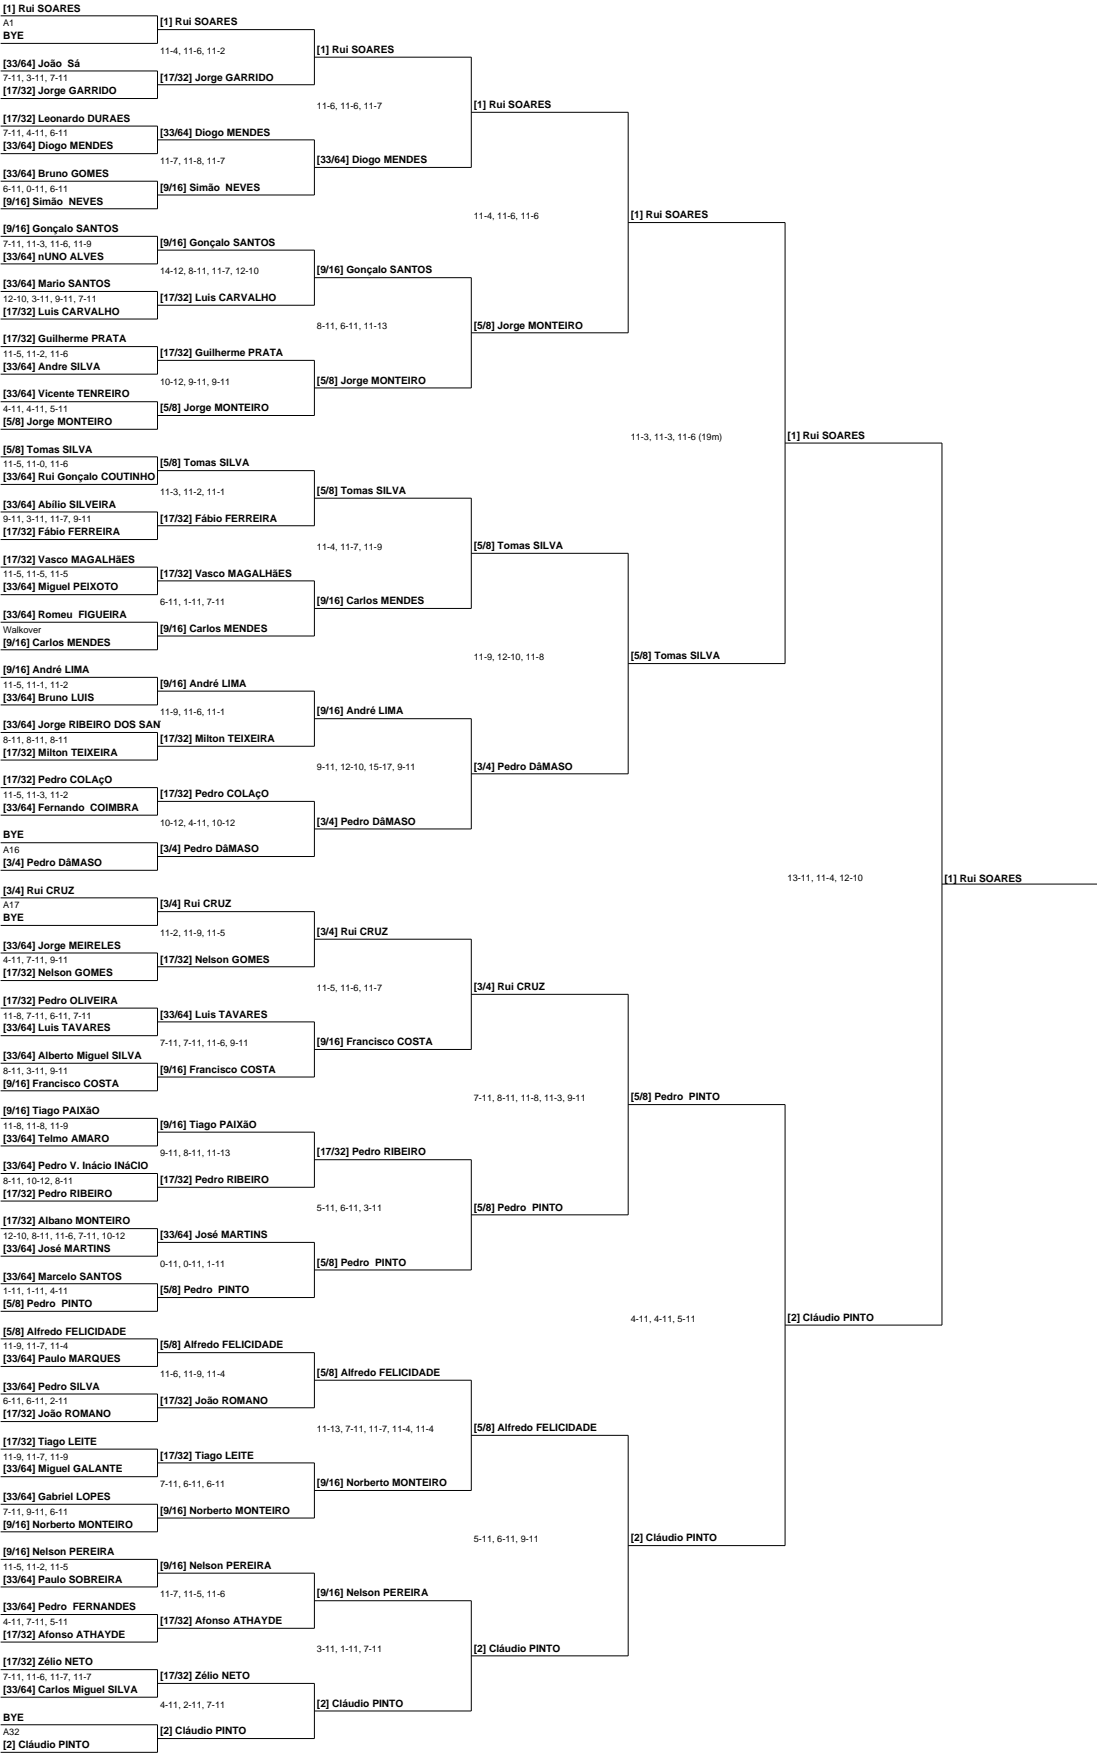 [1] Rui SOARES
A1
BYE
[33/64] João  Sá
7-11, 3-11, 7-11
[17/32] Jorge GARRIDO
[17/32] Leonardo DURAES
7-11, 4-11, 6-11
[33/64] Diogo MENDES
[33/64] Bruno GOMES
6-11, 0-11, 6-11
[9/16] Simão  NEVES
[9/16] Gonçalo SANTOS
7-11, 11-3, 11-6, 11-9
[33/64] nUNO ALVES
[33/64] Mario SANTOS
12-10, 3-11, 9-11, 7-11
[17/32] Luis CARVALHO
[17/32] Guilherme PRATA
11-5, 11-2, 11-6
[33/64] Andre SILVA
[33/64] Vicente TENREIRO
4-11, 4-11, 5-11
[5/8] Jorge MONTEIRO
[5/8] Tomas SILVA
11-5, 11-0, 11-6
[33/64] Rui Gonçalo COUTINHO
[33/64] Abílio SILVEIRA
9-11, 3-11, 11-7, 9-11
[17/32] Fábio FERREIRA
[17/32] Vasco MAGALHãES
11-5, 11-5, 11-5
[33/64] Miguel PEIXOTO
[33/64] Romeu  FIGUEIRA
Walkover
[9/16] Carlos MENDES
[9/16] André LIMA
11-5, 11-1, 11-2
[33/64] Bruno LUIS
[33/64] Jorge RIBEIRO DOS SAN
8-11, 8-11, 8-11
[17/32] Milton TEIXEIRA
[17/32] Pedro COLAçO
11-5, 11-3, 11-2
[33/64] Fernando  COIMBRA
BYE
A16
[3/4] Pedro DâMASO
[3/4] Rui CRUZ
A17
BYE
[33/64] Jorge MEIRELES
4-11, 7-11, 9-11
[17/32] Nelson GOMES
[17/32] Pedro OLIVEIRA
11-8, 7-11, 6-11, 7-11
[33/64] Luis TAVARES
[33/64] Alberto Miguel SILVA
8-11, 3-11, 9-11
[9/16] Francisco COSTA
[9/16] Tiago PAIXãO
11-8, 11-8, 11-9
[33/64] Telmo AMARO
[33/64] Pedro V. Inácio INáCIO
8-11, 10-12, 8-11
[17/32] Pedro RIBEIRO
[17/32] Albano MONTEIRO
12-10, 8-11, 11-6, 7-11, 10-12
[33/64] José MARTINS
[33/64] Marcelo SANTOS
1-11, 1-11, 4-11
[5/8] Pedro  PINTO
[5/8] Alfredo FELICIDADE
11-9, 11-7, 11-4
[33/64] Paulo MARQUES
[33/64] Pedro SILVA
6-11, 6-11, 2-11
[17/32] João ROMANO
[17/32] Tiago LEITE
11-9, 11-7, 11-9
[33/64] Miguel GALANTE
[33/64] Gabriel LOPES
7-11, 9-11, 6-11
[9/16] Norberto MONTEIRO
[9/16] Nelson PEREIRA
11-5, 11-2, 11-5
[33/64] Paulo SOBREIRA
[33/64] Pedro  FERNANDES
4-11, 7-11, 5-11
[17/32] Afonso ATHAYDE
[17/32] Zélio NETO
7-11, 11-6, 11-7, 11-7
[33/64] Carlos Miguel SILVA
BYE
A32
[2] Cláudio PINTO
[1] Rui SOARES
11-4, 11-6, 11-2
[17/32] Jorge GARRIDO
[33/64] Diogo MENDES
11-7, 11-8, 11-7
[9/16] Simão  NEVES
[9/16] Gonçalo SANTOS
14-12, 8-11, 11-7, 12-10
[17/32] Luis CARVALHO
[17/32] Guilherme PRATA
10-12, 9-11, 9-11
[5/8] Jorge MONTEIRO
[5/8] Tomas SILVA
11-3, 11-2, 11-1
[17/32] Fábio FERREIRA
[17/32] Vasco MAGALHãES
6-11, 1-11, 7-11
[9/16] Carlos MENDES
[9/16] André LIMA
11-9, 11-6, 11-1
[17/32] Milton TEIXEIRA
[17/32] Pedro COLAçO
10-12, 4-11, 10-12
[3/4] Pedro DâMASO
[3/4] Rui CRUZ
11-2, 11-9, 11-5
[17/32] Nelson GOMES
[33/64] Luis TAVARES
7-11, 7-11, 11-6, 9-11
[9/16] Francisco COSTA
[9/16] Tiago PAIXãO
9-11, 8-11, 11-13
[17/32] Pedro RIBEIRO
[33/64] José MARTINS
0-11, 0-11, 1-11
[5/8] Pedro  PINTO
[5/8] Alfredo FELICIDADE
11-6, 11-9, 11-4
[17/32] João ROMANO
[17/32] Tiago LEITE
7-11, 6-11, 6-11
[9/16] Norberto MONTEIRO
[9/16] Nelson PEREIRA
11-7, 11-5, 11-6
[17/32] Afonso ATHAYDE
[17/32] Zélio NETO
4-11, 2-11, 7-11
[2] Cláudio PINTO
[1] Rui SOARES
11-6, 11-6, 11-7
[33/64] Diogo MENDES
[9/16] Gonçalo SANTOS
8-11, 6-11, 11-13
[5/8] Jorge MONTEIRO
[5/8] Tomas SILVA
11-4, 11-7, 11-9
[9/16] Carlos MENDES
[9/16] André LIMA
9-11, 12-10, 15-17, 9-11
[3/4] Pedro DâMASO
[3/4] Rui CRUZ
11-5, 11-6, 11-7
[9/16] Francisco COSTA
[17/32] Pedro RIBEIRO
5-11, 6-11, 3-11
[5/8] Pedro  PINTO
[5/8] Alfredo FELICIDADE
11-13, 7-11, 11-7, 11-4, 11-4
[9/16] Norberto MONTEIRO
[9/16] Nelson PEREIRA
3-11, 1-11, 7-11
[2] Cláudio PINTO
[1] Rui SOARES
11-4, 11-6, 11-6
[5/8] Jorge MONTEIRO
[5/8] Tomas SILVA
11-9, 12-10, 11-8
[3/4] Pedro DâMASO
[3/4] Rui CRUZ
7-11, 8-11, 11-8, 11-3, 9-11
[5/8] Pedro  PINTO
[5/8] Alfredo FELICIDADE
5-11, 6-11, 9-11
[2] Cláudio PINTO
[1] Rui SOARES
11-3, 11-3, 11-6 (19m)
[5/8] Tomas SILVA
[5/8] Pedro  PINTO
4-11, 4-11, 5-11
[2] Cláudio PINTO
[1] Rui SOARES
13-11, 11-4, 12-10
[2] Cláudio PINTO
[1] Rui SOARES